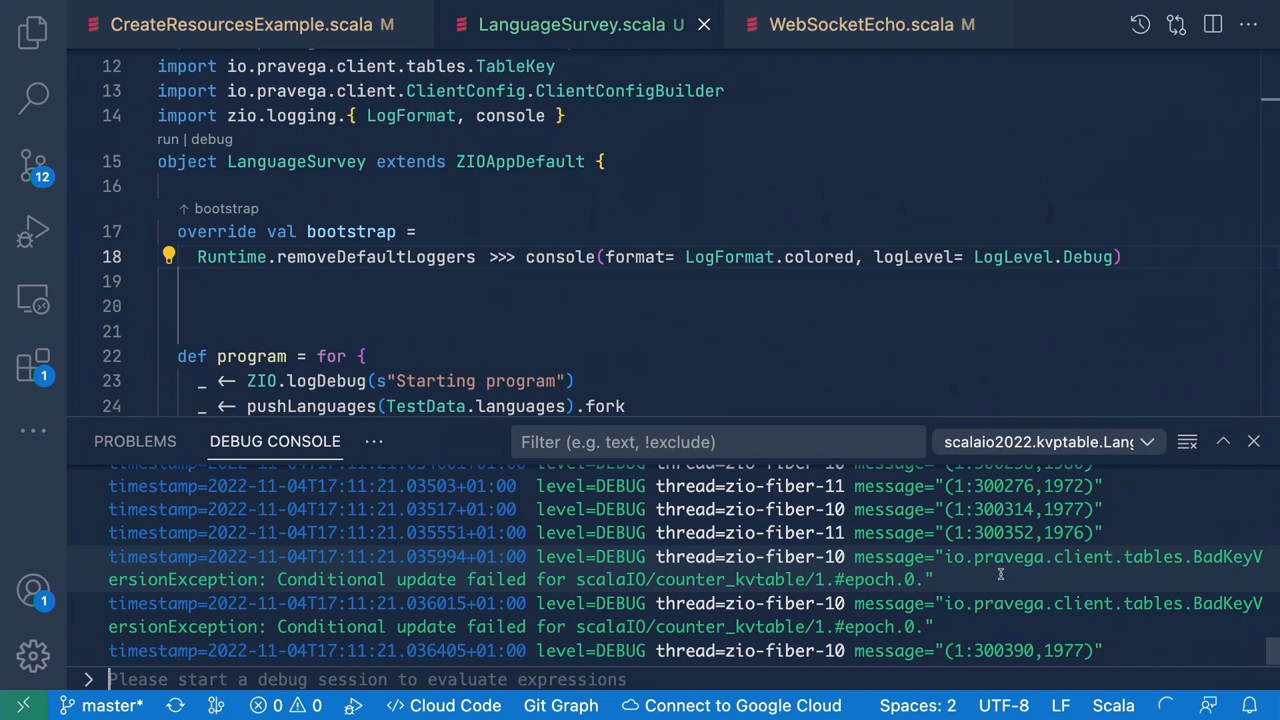 CreateResourcesExample.scala M
LanguageSurvey.scala U
WebSocketEcho.scala M
12 import io.pravega.client.tables.TableKey
13 import io.pravega.client.ClientConfig.ClientConfigBuilder
14 import zio.logging.{ LogFormat, console }
run | debug
15 object LanguageSurvey extends ZIOAppDefault {
16
↑ bootstrap
17 override val bootstrap =
18 Runtime.removeDefaultLoggers >>> console(format= LogFormat.colored, logLevel= LogLevel.Debug)
19
20
21
22 def program = for {
23 _ <- ZIO.logDebug(s"Starting program")
24 _ <- pushLanguages(TestData.languages).fork
12
1
1
PROBLEMS DEBUG CONSOLE ··· Filter (e.g. text, !exclude) scalaio2022.kvptable.Lang
timestamp=2022-11-04T17:11:21.03503+01:00 level=DEBUG thread=zio-fiber-11 message="(1:300276,1972)"
timestamp=2022-11-04T17:11:21.03517+01:00 level=DEBUG thread=zio-fiber-10 message="(1:300314,1977)"
timestamp=2022-11-04T17:11:21.035551+01:00 level=DEBUG thread=zio-fiber-11 message="(1:300352,1976)"
timestamp=2022-11-04T17:11:21.035994+01:00 level=DEBUG thread=zio-fiber-10 message="io.pravega.client.tables.BadKeyV
ersionException: Conditional update failed for scalaIO/counter_kvtable/1.#epoch.0."
timestamp=2022-11-04T17:11:21.036015+01:00 level=DEBUG thread=zio-fiber-10 message="io.pravega.client.tables.BadKeyV
ersionException: Conditional update failed for scalaIO/counter_kvtable/1.#epoch.0."
timestamp=2022-11-04T17:11:21.036405+01:00 level=DEBUG thread=zio-fiber-10 message="(1:300390,1977)"
Please start a debug session to evaluate expressions
master* 0 0 Cloud Code Git Graph Connect to Google Cloud Spaces: 2 UTF-8 LF Scala